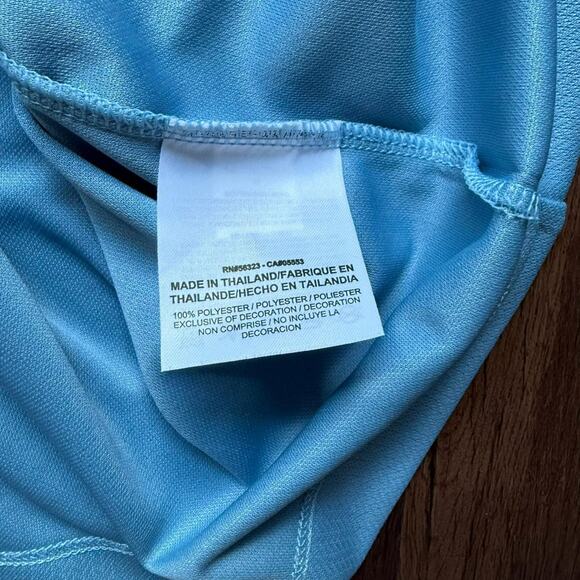 RN#56323 - CA#05553
MADE IN THAILAND/FABRIQUE EN
THAILANDE/HECHO EN TAILANDIA
100% POLYESTER / POLYESTER / POLIESTER
EXCLUSIVE OF DECORATION / DECORATION
NON COMPRISE / NO INCLUYE LA
DECORACION